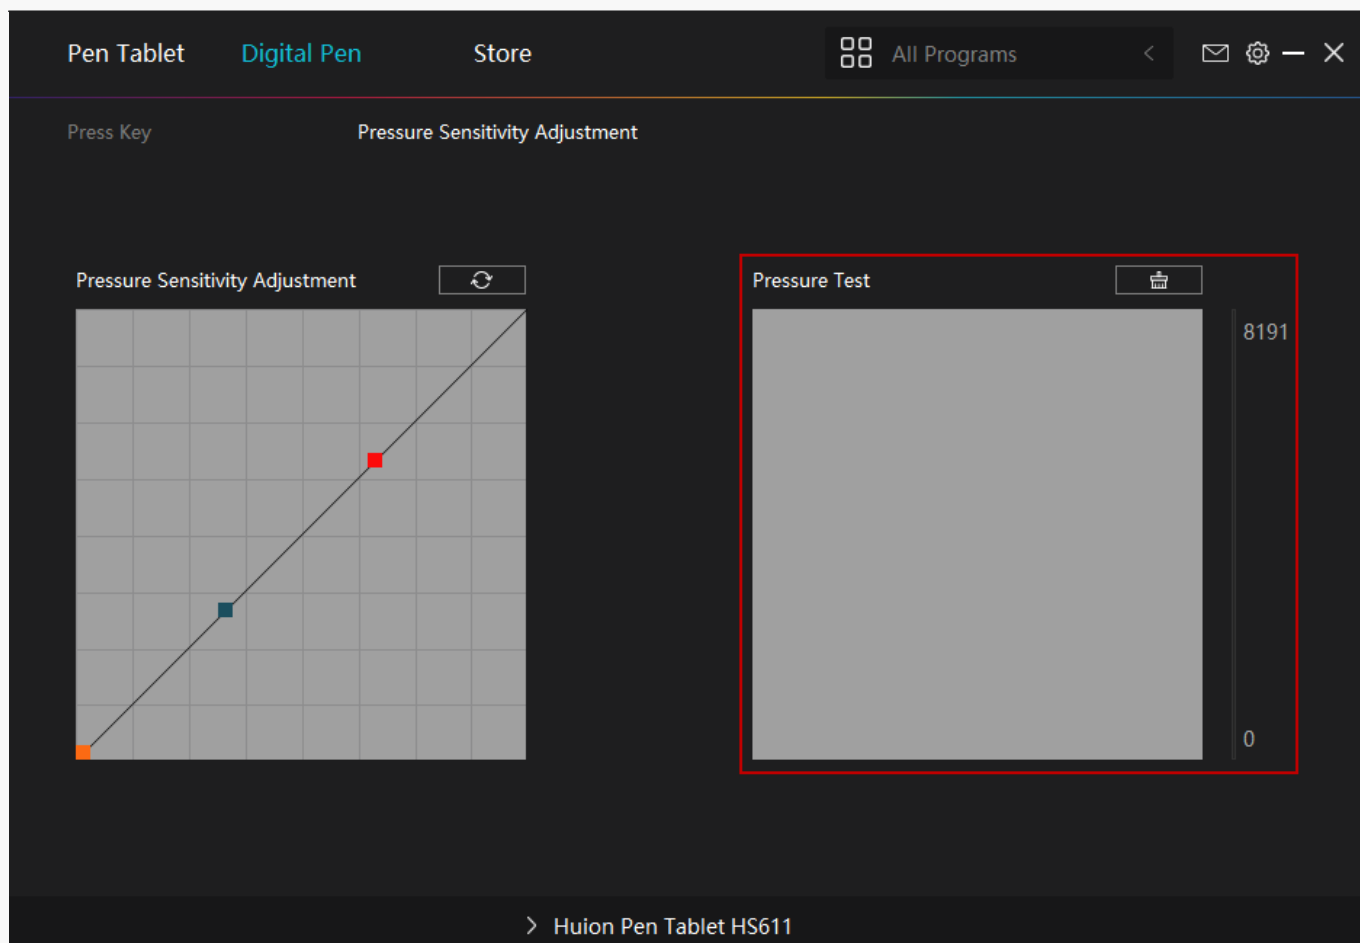 Pen Tablet Digital Pen Store All Programs
Press Key Pressure Sensitivity Adjustment
Pressure Sensitivity Adjustment
Pressure Test
8191
0
Huion Pen Tablet HS611